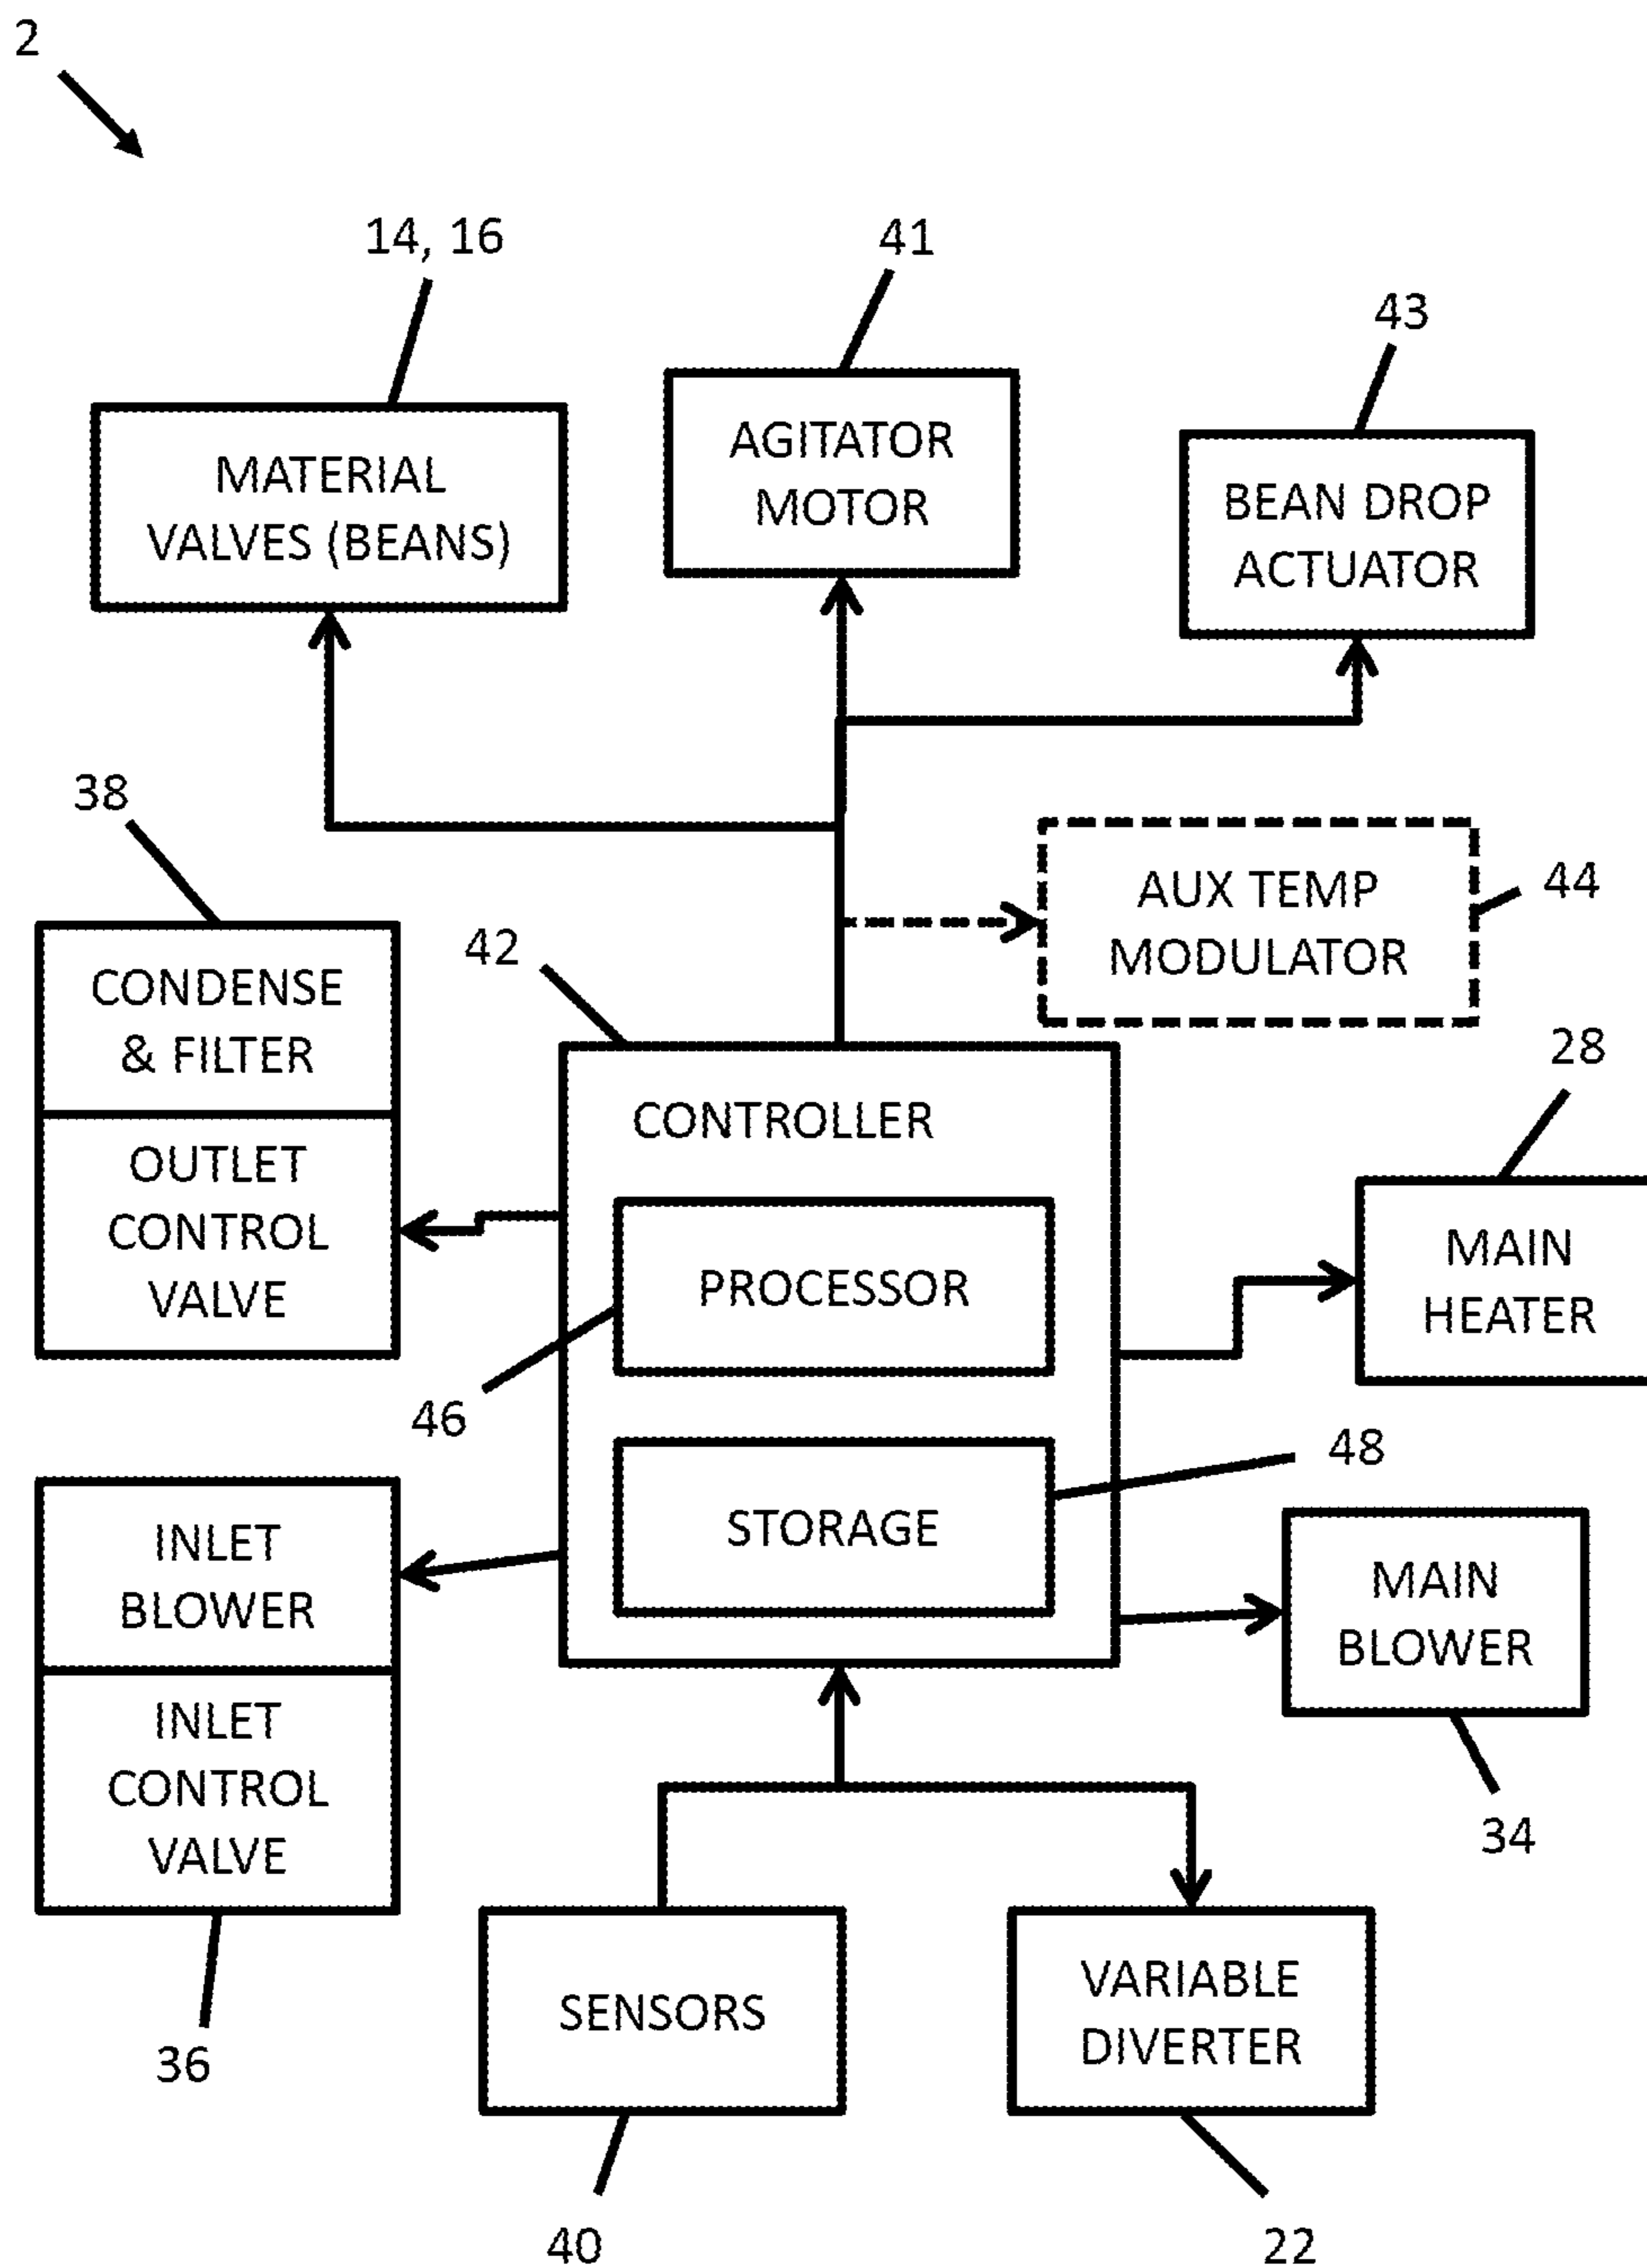 2
14, 16
41
43
MATERIAL
VALVES (BEANS)
AGITATOR
MOTOR
BEAN DROP
ACTUATOR
38
42
AUX TEMP
MODULATOR
44
CONDENSE
& FILTER
OUTLET
CONTROL
VALVE
CONTROLLER
PROCESSOR
46
28
MAIN
HEATER
STORAGE
48
INLET
BLOWER
INLET
CONTROL
VALVE
36
MAIN
BLOWER
34
SENSORS
40
VARIABLE
DIVERTER
22